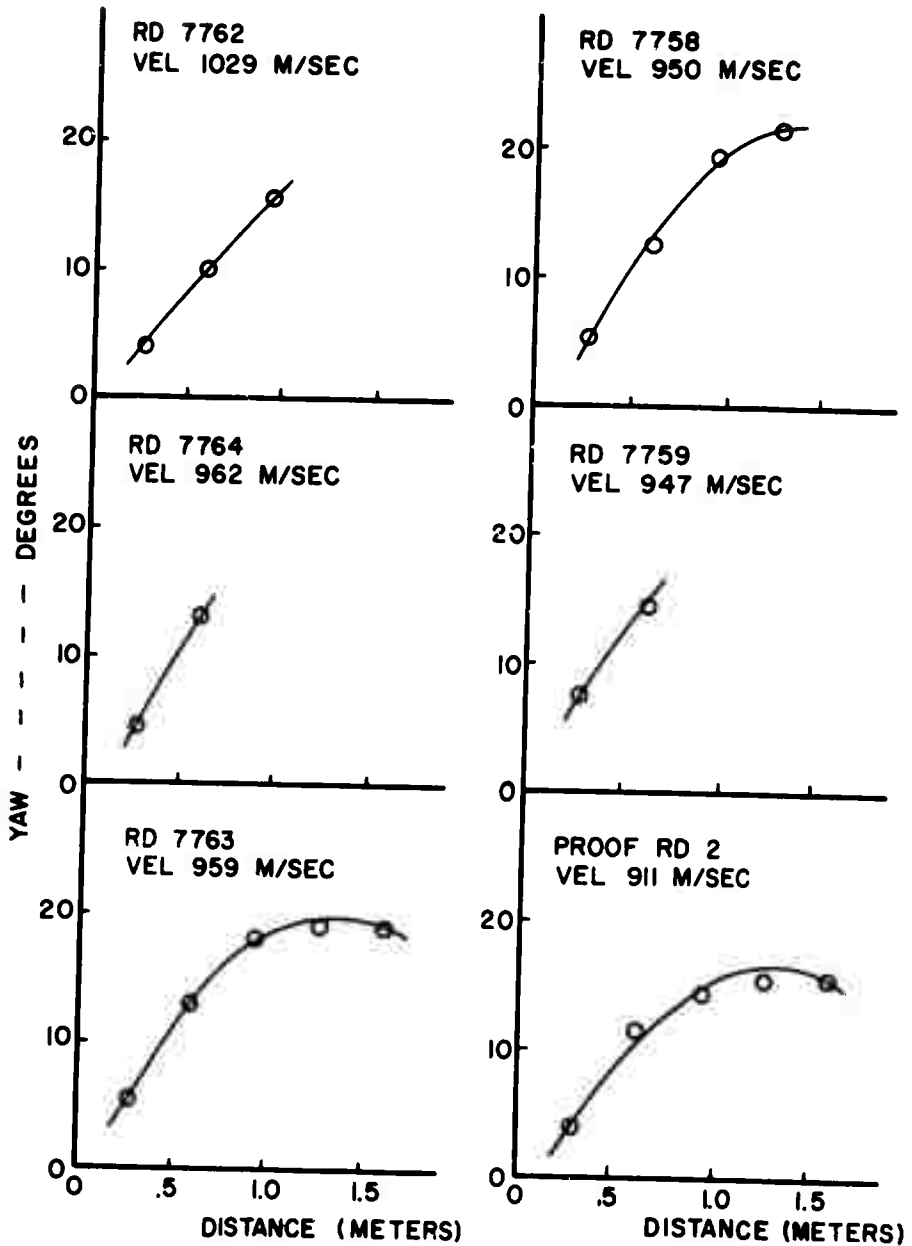 RD 7762
VEL 1029 M/SEC
20
10
0
RD 7758
VEL 950 M/SEC
20
10
0
RD 7764
VEL 962 M/SEC
20
10
0
RD 7759
VEL 947 M/SEC
20
10
0
YAW - - - - - DEGREES
RD 7763
VEL 959 M/SEC
20
10
0
0 .5 1.0 1.5
DISTANCE (METERS)
PROOF RD 2
VEL 911 M/SEC
20
10
0
0 .5 1.0 1.5
DISTANCE (METERS)